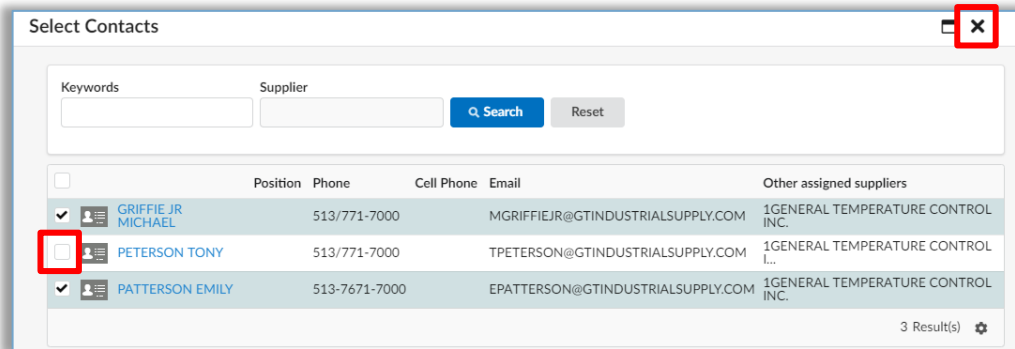 Select Contacts
Keywords Supplier
Search Reset
Position Phone Cell Phone Email Other assigned suppliers
GRIFFIE JR MICHAEL 513/771-7000 MGRIFFIEJR@GTINDUSTRIALSUPPLY.COM 1GENERAL TEMPERATURE CONTROL INC.
PETERSON TONY 513/771-7000 TPETERSON@GTINDUSTRIALSUPPLY.COM 1GENERAL TEMPERATURE CONTROL I...
PATTERSON EMILY 513-7671-7000 EPATTERSON@GTINDUSTRIALSUPPLY.COM 1GENERAL TEMPERATURE CONTROL INC.
3 Result(s)